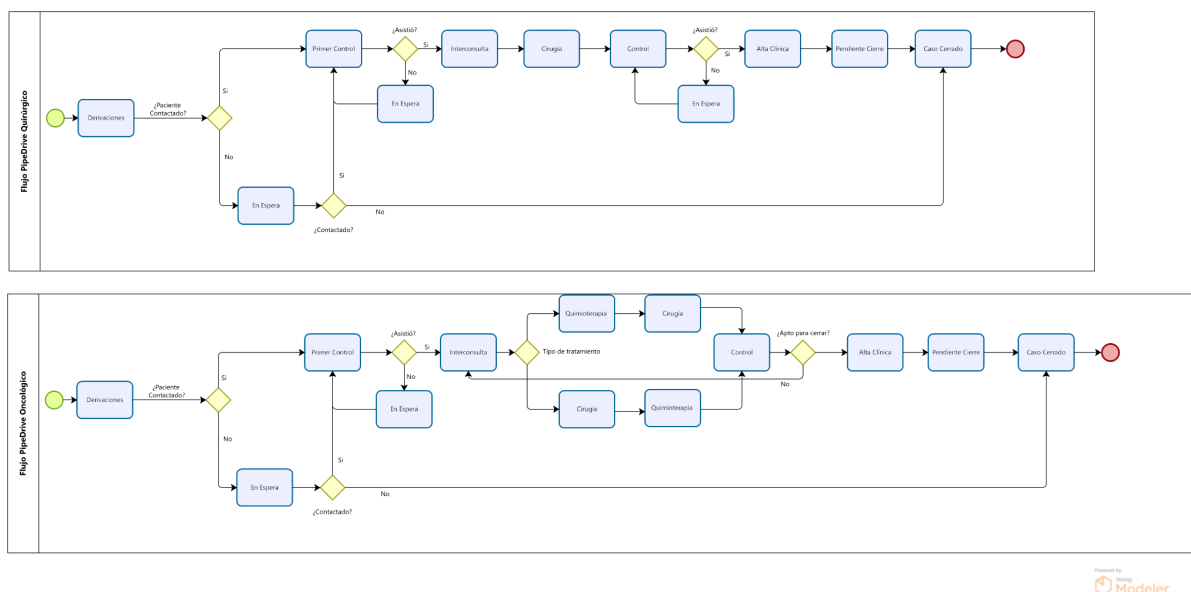 Flujo PipeDrive Quirúrgico
Derivaciones
¿Paciente
Contactado?
Si
No
Primer Control
¿Asistió?
Si
No
En Espera
Interconsulta
Cirugia
Control
¿Asistió?
Si
No
En Espera
Alta Clínica
Pendiente Cierre
Caso Cerrado
En Espera
Si
¿Contactado?
No
Flujo PipeDrive Oncológico
Derivaciones
¿Paciente
Contactado?
Si
No
Primer Control
¿Asistió?
Si
No
En Espera
Interconsulta
Tipo de tratamiento
Quimioterapia
Cirugía
Cirugia
Quimioterapia
Control
¿Apto para cerrar?
No
Alta Clínica
Pendiente Cierre
Caso Cerrado
En Espera
Si
¿Contactado?
No
Powered by
bizagi
Modeler